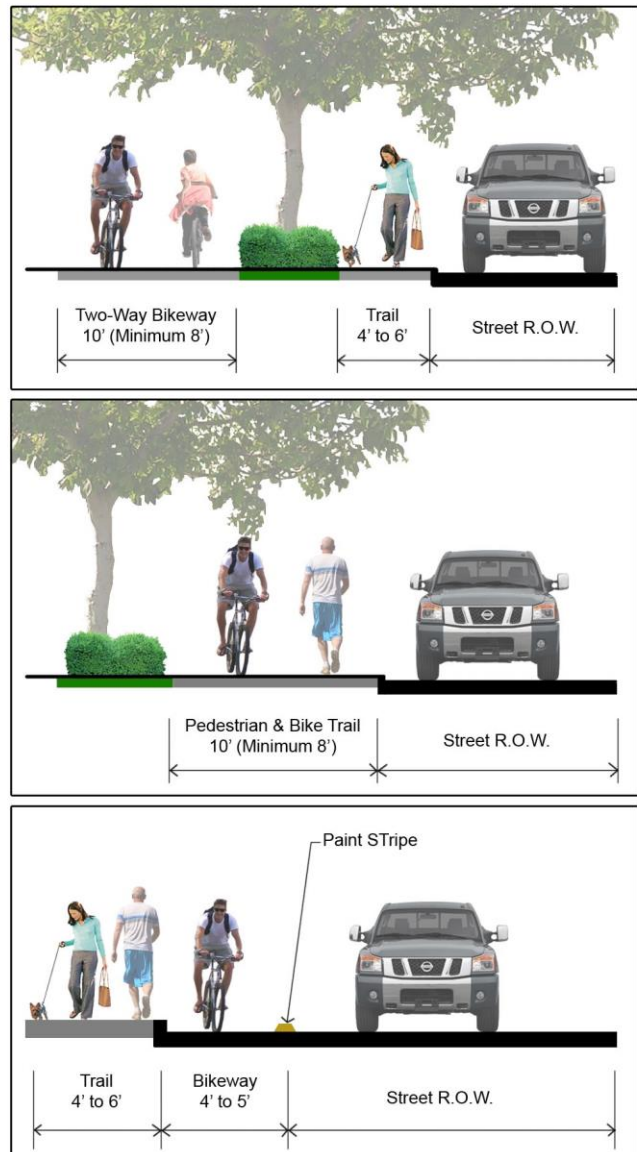 Two-Way Bikeway
10’ (Minimum 8’)
Trail
4’ to 6’
Street R.O.W.
Pedestrian & Bike Trail
10’ (Minimum 8’)
Street R.O.W.
Paint STripe
Trail
4’ to 6’
Bikeway
4’ to 5’
Street R.O.W.